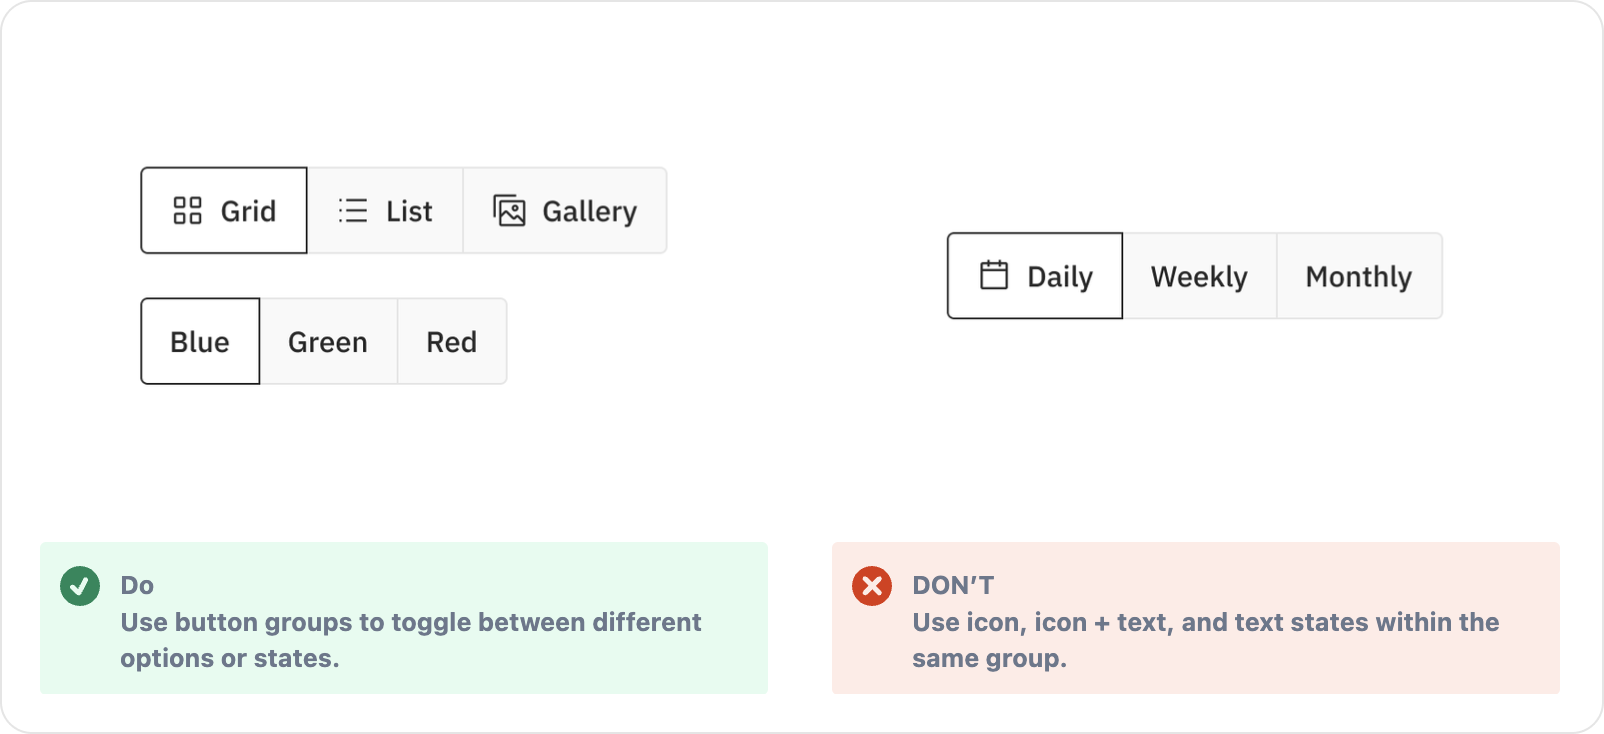 Grid List Gallery
Blue Green Red
Daily Weekly Monthly
Do
Use button groups to toggle between different
options or states.
DON’T
Use icon, icon + text, and text states within the
same group.